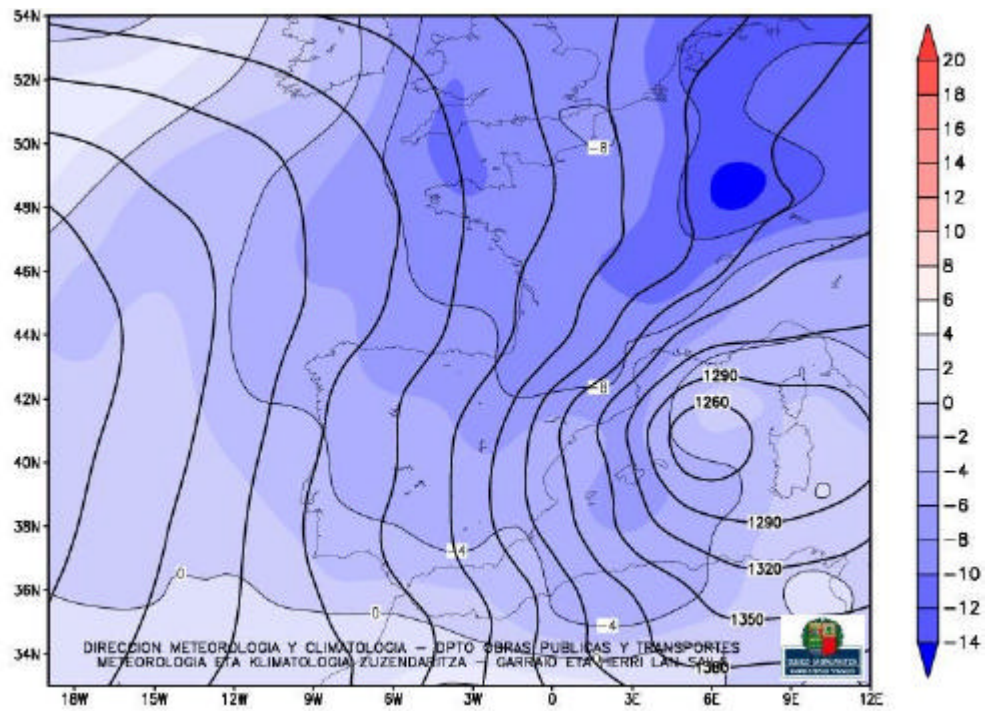 54N
52N
50N
48N
46N
44N
42N
40N
38N
36N
34N
-8
-8
1290
1260
1290
1320
1350
1380
-4
-4
0
0
DIRECCION METEOROLOGIA Y CLIMATOLOGIA – DPTO OBRAS PUBLICAS Y TRANSPORTES
METEOROLOGIA ETA KLIMATOLOGIA ZUZENDARITZA – GARRAIO ETA HERRI LAN SAILA
18W 15W 12W 9W 6W 3W 0 3E 6E 9E 12E
20
18
16
14
12
10
8
6
4
2
0
-2
-4
-6
-8
-10
-12
-14